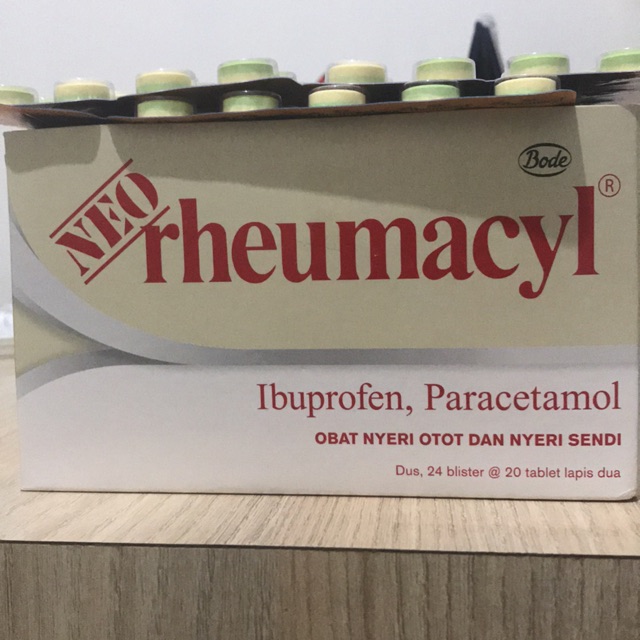 Bode
NEO rheumacyl®
Ibuprofen, Paracetamol
OBAT NYERI OTOT DAN NYERI SENDI
Dus, 24 blister @ 20 tablet lapis dua